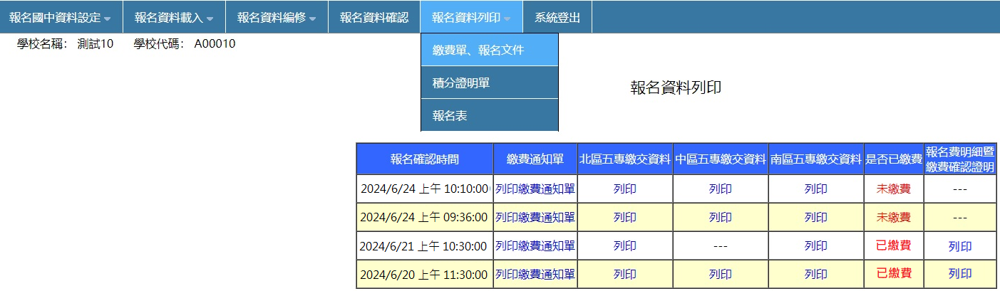 報名國中資料設定 報名資料載入 報名資料編修 報名資料確認 報名資料列印 系統登出
學校名稱： 測試10 學校代碼： A00010
繳費單、報名文件
積分證明單
報名表
報名資料列印
報名確認時間 繳費通知單 北區五專繳交資料 中區五專繳交資料 南區五專繳交資料 是否已繳費 報名費明細暨
繳費確認證明
2024/6/24 上午 10:10:00 列印繳費通知單 列印 列印 列印 未繳費 ---
2024/6/24 上午 09:36:00 列印繳費通知單 列印 列印 列印 未繳費 ---
2024/6/21 上午 10:30:00 列印繳費通知單 列印 --- 列印 已繳費 列印
2024/6/20 上午 11:30:00 列印繳費通知單 列印 列印 列印 已繳費 列印